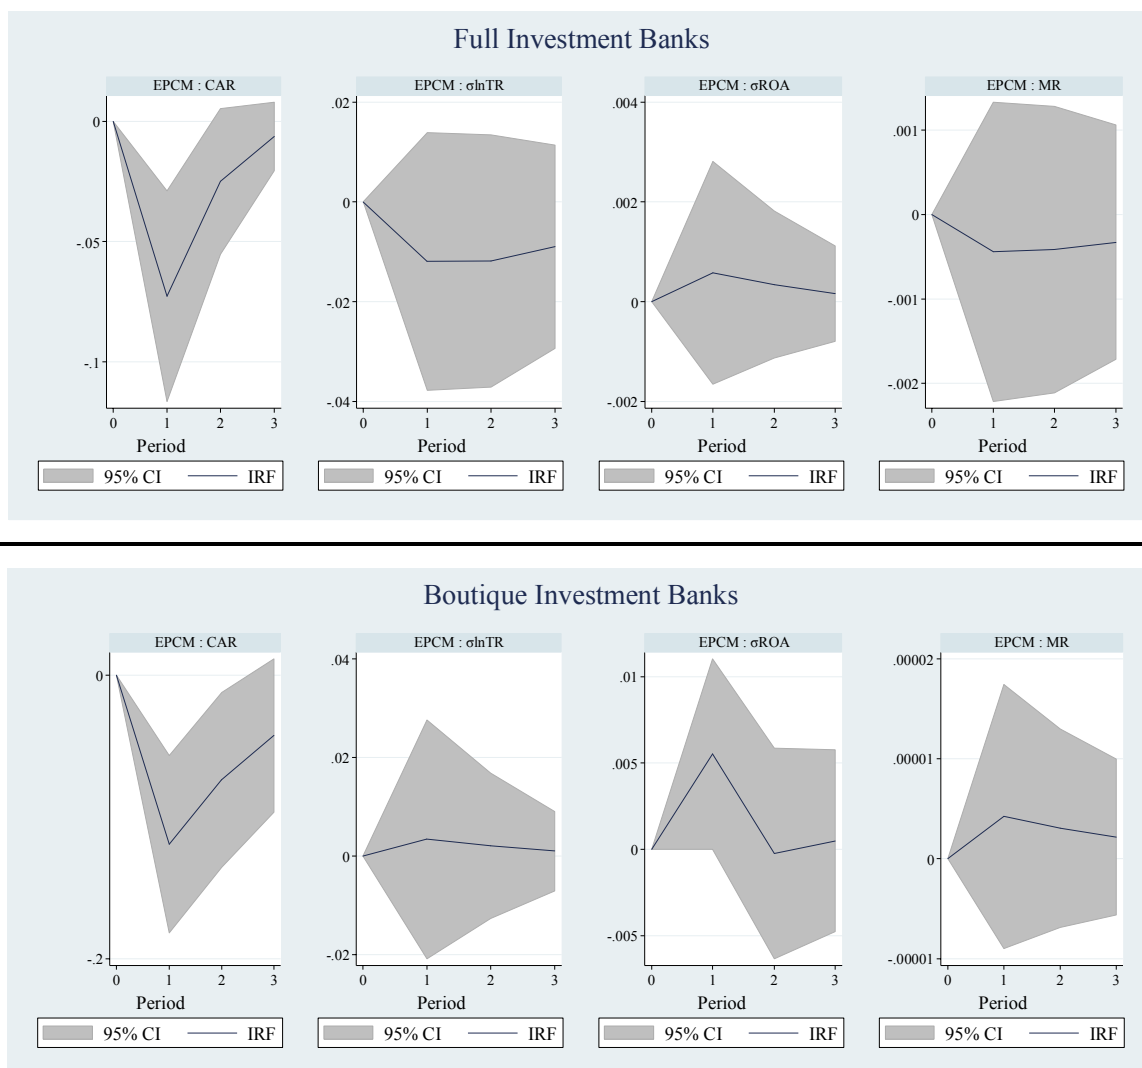 Full Investment Banks
EPCM : CAR
EPCM : σlnTR
EPCM : σROA
EPCM : MR
0
-.05
-.1
.02
0
-.02
-.04
.004
.002
0
-.002
.001
0
-.001
-.002
0 1 2 3
0 1 2 3
0 1 2 3
0 1 2 3
Period
Period
Period
Period
95% CI IRF
95% CI IRF
95% CI IRF
95% CI IRF
Boutique Investment Banks
EPCM : CAR
EPCM : σlnTR
EPCM : σROA
EPCM : MR
0
-.2
.04
.02
0
-.02
.01
.005
0
-.005
.00002
.00001
0
-.00001
0 1 2 3
0 1 2 3
0 1 2 3
0 1 2 3
Period
Period
Period
Period
95% CI IRF
95% CI IRF
95% CI IRF
95% CI IRF